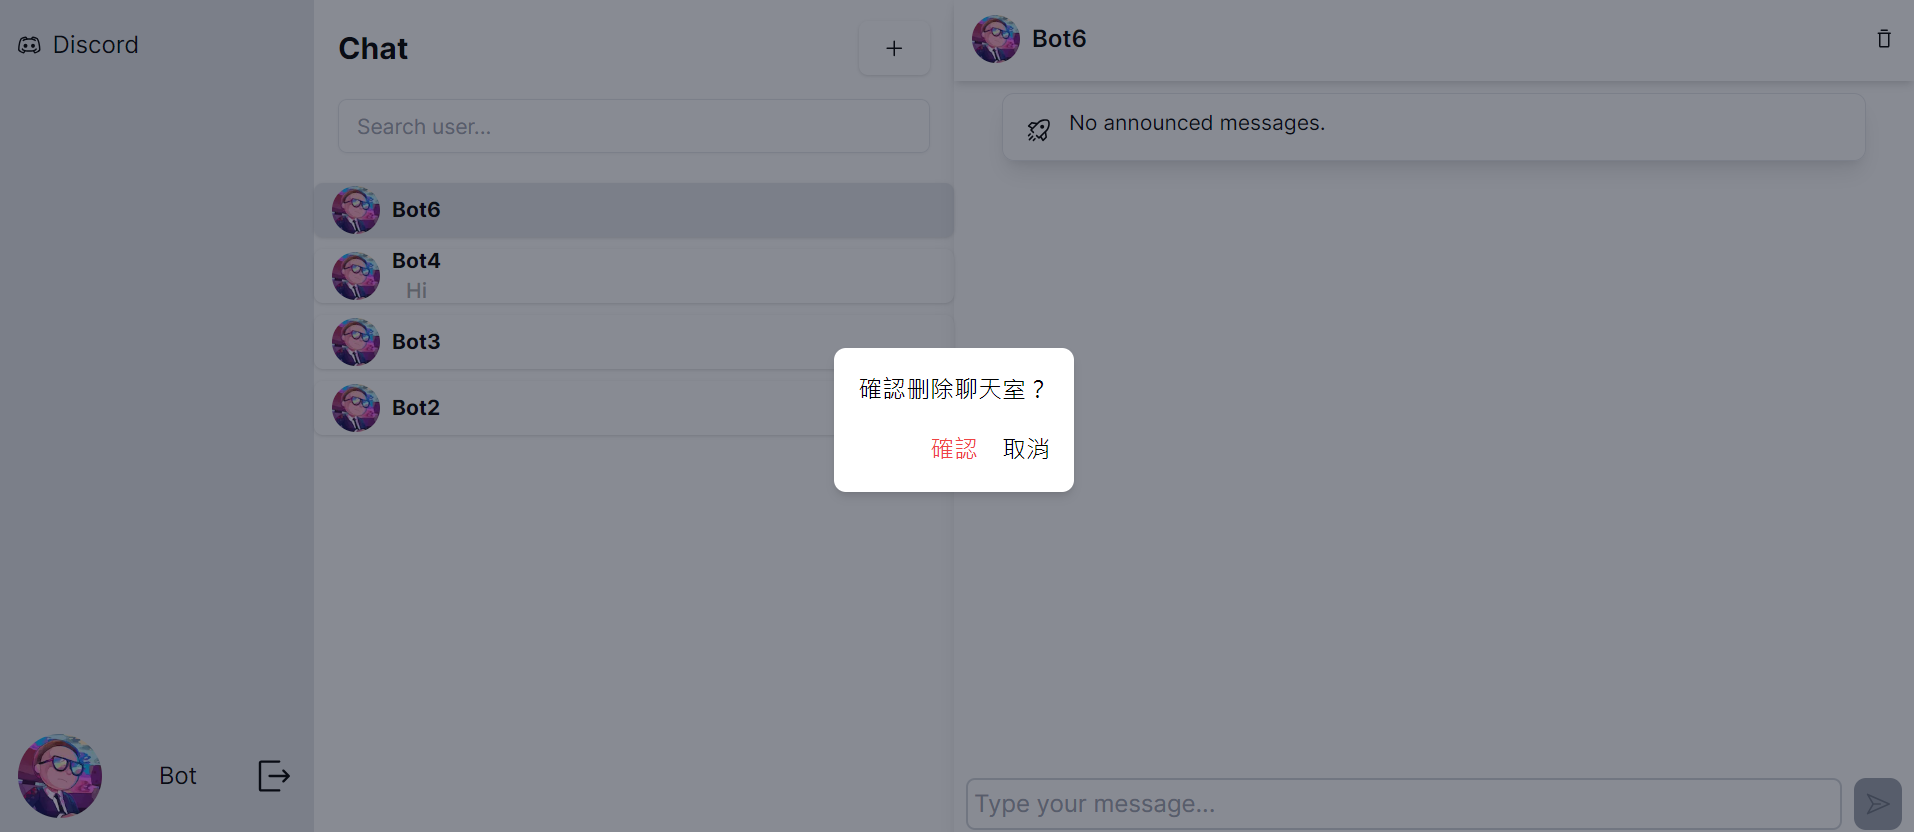 Discord
Chat
+
Search user...
Bot6
Bot4
Hi
Bot3
Bot2
Bot
Bot6
No announced messages.
Type your message...
確認刪除聊天室？
確認 取消